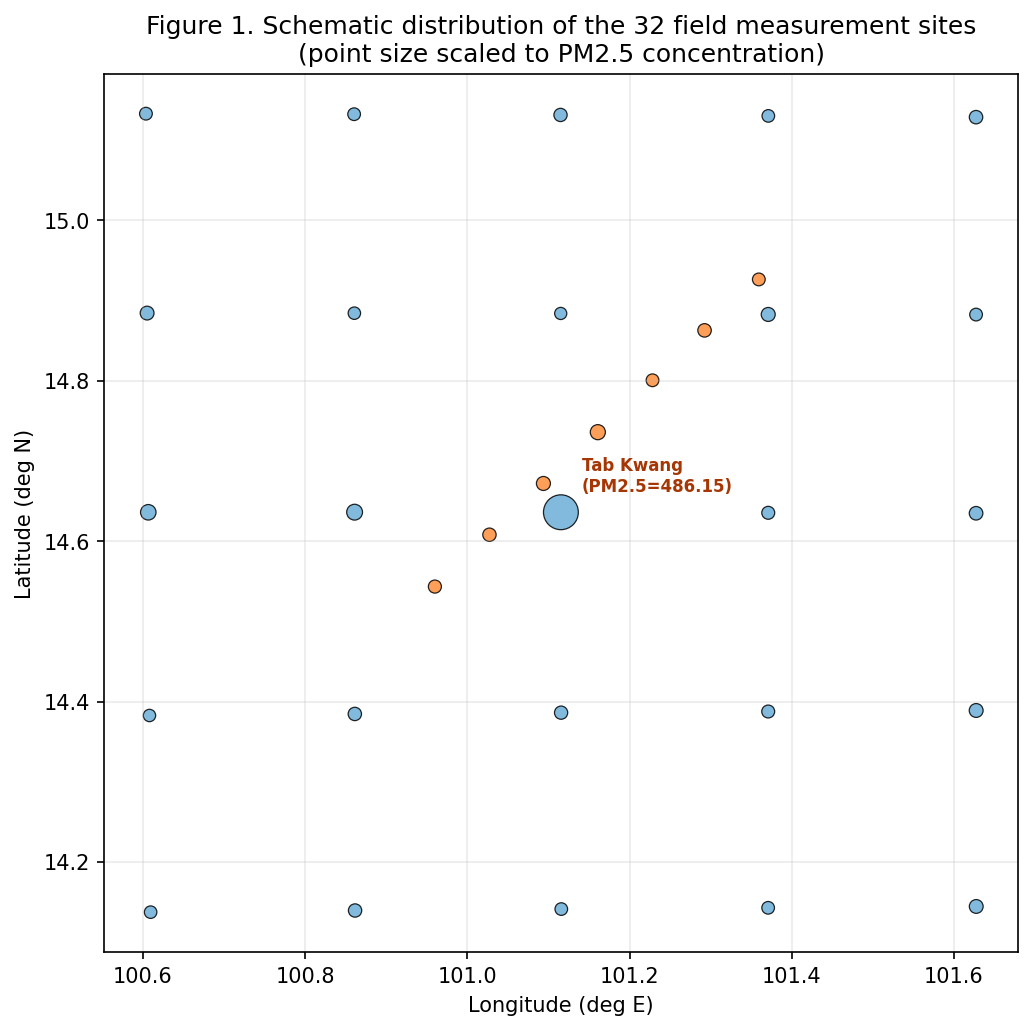 Figure 1. Schematic distribution of the 32 field measurement sites
(point size scaled to PM2.5 concentration)
15.0
14.8
Tab Kwang
(PM2.5=486.15)
14.6
14.4
14.2
Latitude (deg N)
100.6 100.8 101.0 101.2 101.4 101.6
Longitude (deg E)